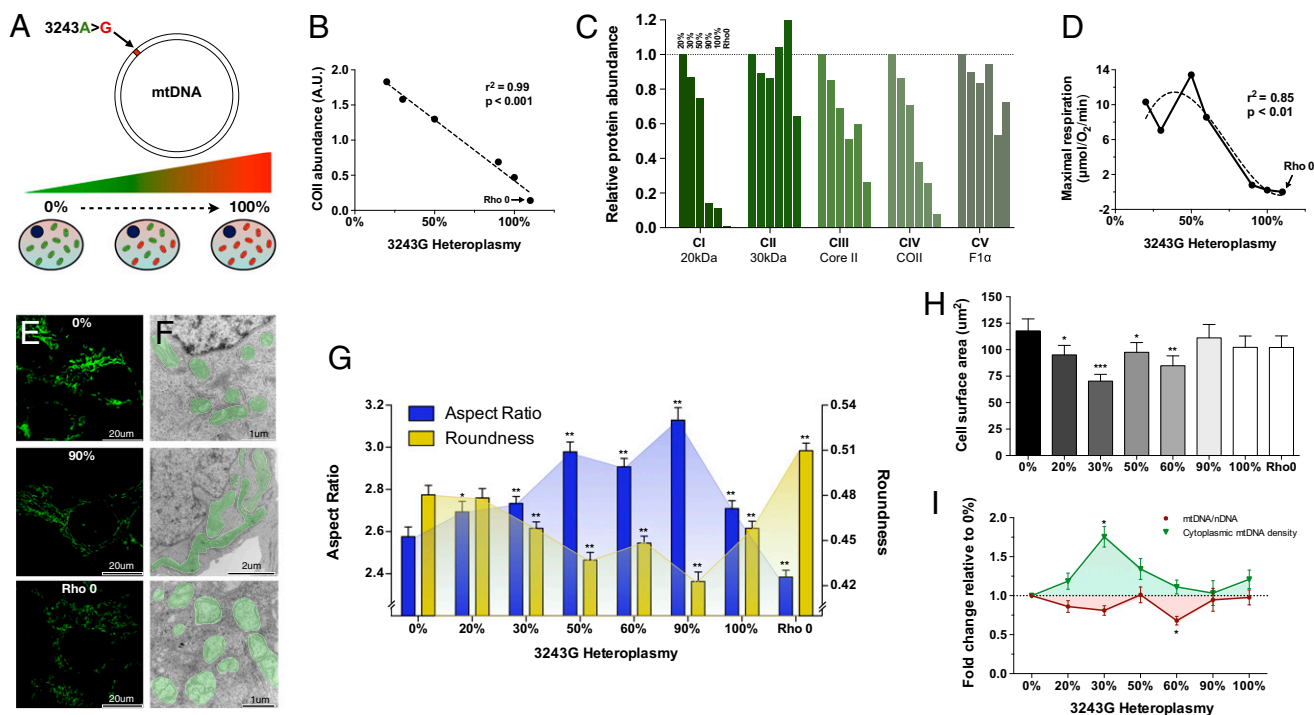 A
3243A>G
mtDNA
0%
100%
B
COII abundance (A.U.)
2.0
1.5
1.0
0.5
0.0
r² = 0.99
p < 0.001
Rho 0
0%
50%
100%
3243G Heteroplasmy
C
Relative protein abundance
1.2
1.0
0.8
0.6
0.4
0.2
0.0
20%
30%
50%
90%
100%
Rho0
CI
20kDa
CII
30kDa
CIII
Core II
CIV
COII
CV
F1α
D
Maximal respiration
(µmol/O₂/min)
14
10
6
2
-2
r² = 0.85
p < 0.01
Rho 0
0%
50%
100%
3243G Heteroplasmy
E
0%
20um
90%
20um
Rho 0
20um
F
1um
2um
1um
G
Aspect Ratio
Roundness
Aspect Ratio
3.2
3.0
2.8
2.6
2.4
Roundness
0.54
0.51
0.48
0.45
0.42
*
**
**
**
**
**
**
**
**
**
**
**
**
0% 20% 30% 50% 60% 90% 100% Rho 0
3243G Heteroplasmy
H
Cell surface area (um²)
150
125
100
75
50
25
0
*
***
*
**
0% 20% 30% 50% 60% 90% 100% Rho0
I
Fold change relative to 0%
2.0
1.5
1.0
0.5
0.0
mtDNA/nDNA
Cytoplasmic mtDNA density
*
*
0% 20% 30% 50% 60% 90% 100%
3243G Heteroplasmy